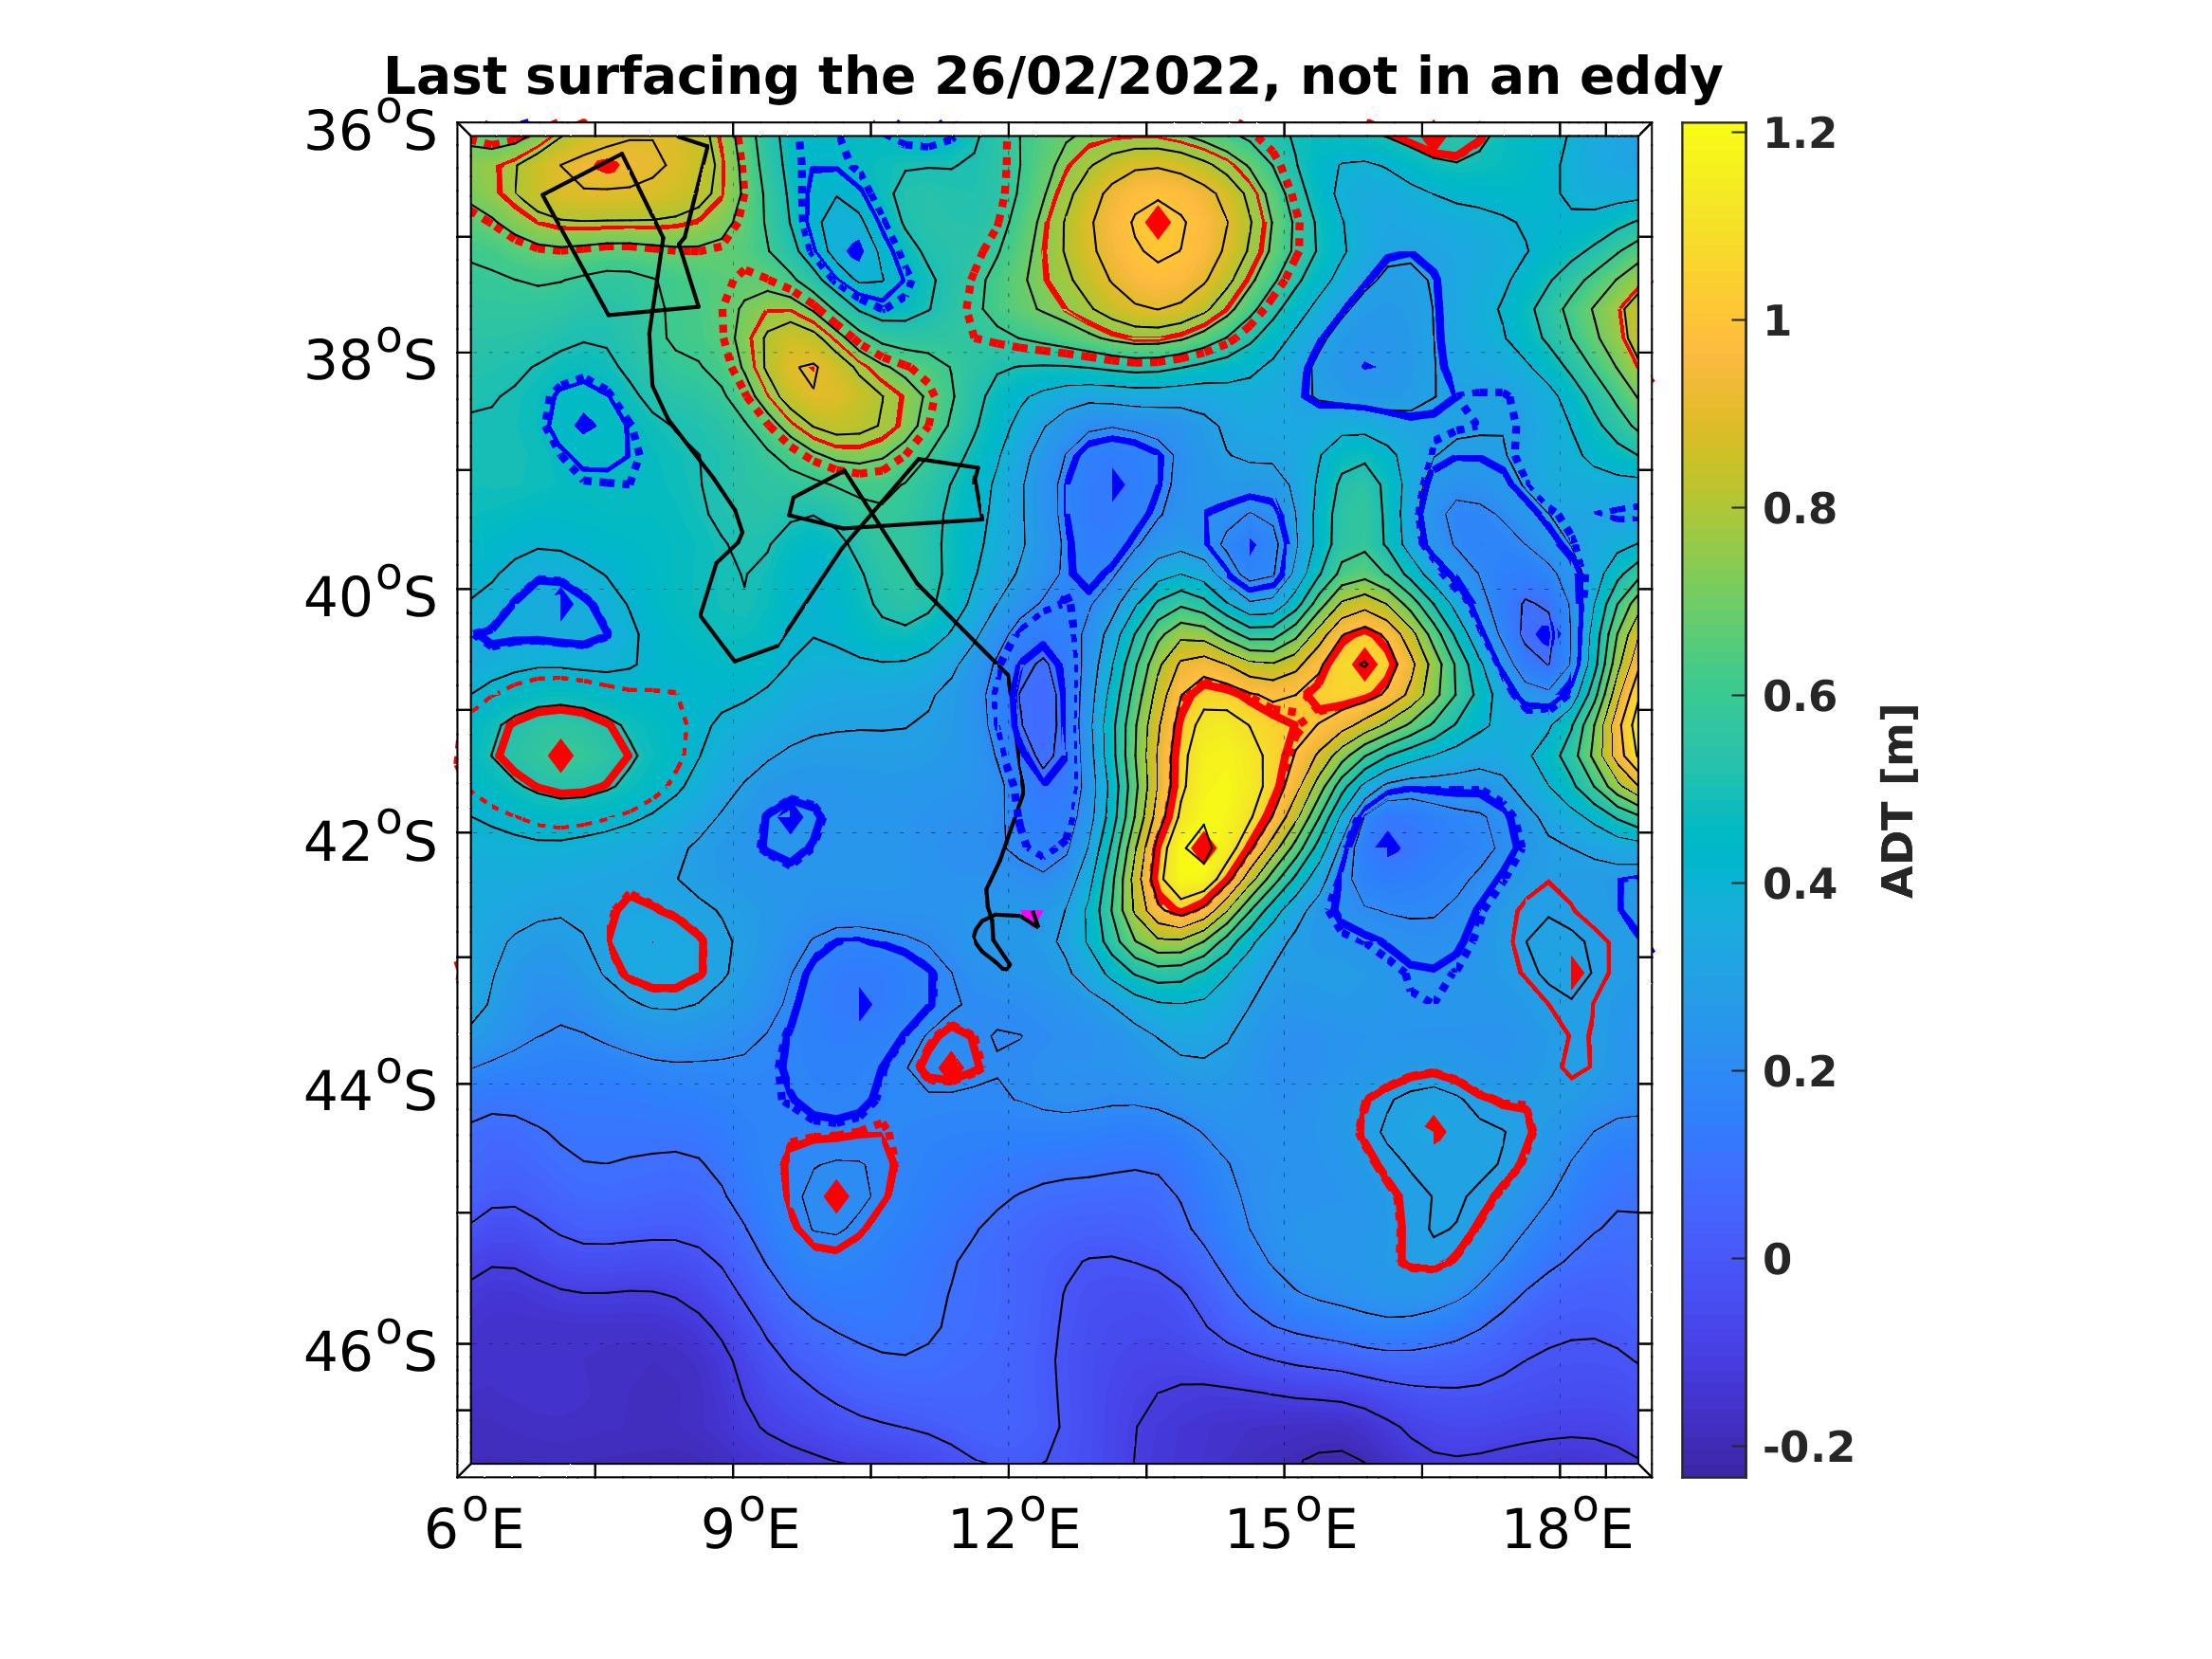 Last surfacing the 26/02/2022, not in an eddy
36°S
38°S
40°S
42°S
44°S
46°S
6°E
9°E
12°E
15°E
18°E
1.2
1
0.8
0.6
0.4
0.2
0
-0.2
ADT [m]